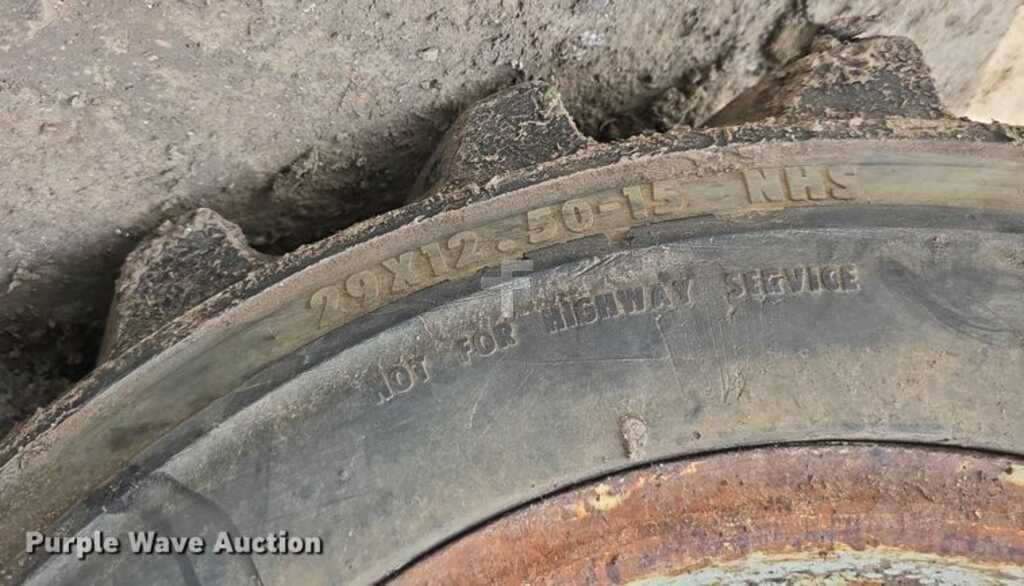 29X12.50-15 NHS
NOT FOR HIGHWAY SERVICE
F
Purple Wave Auction